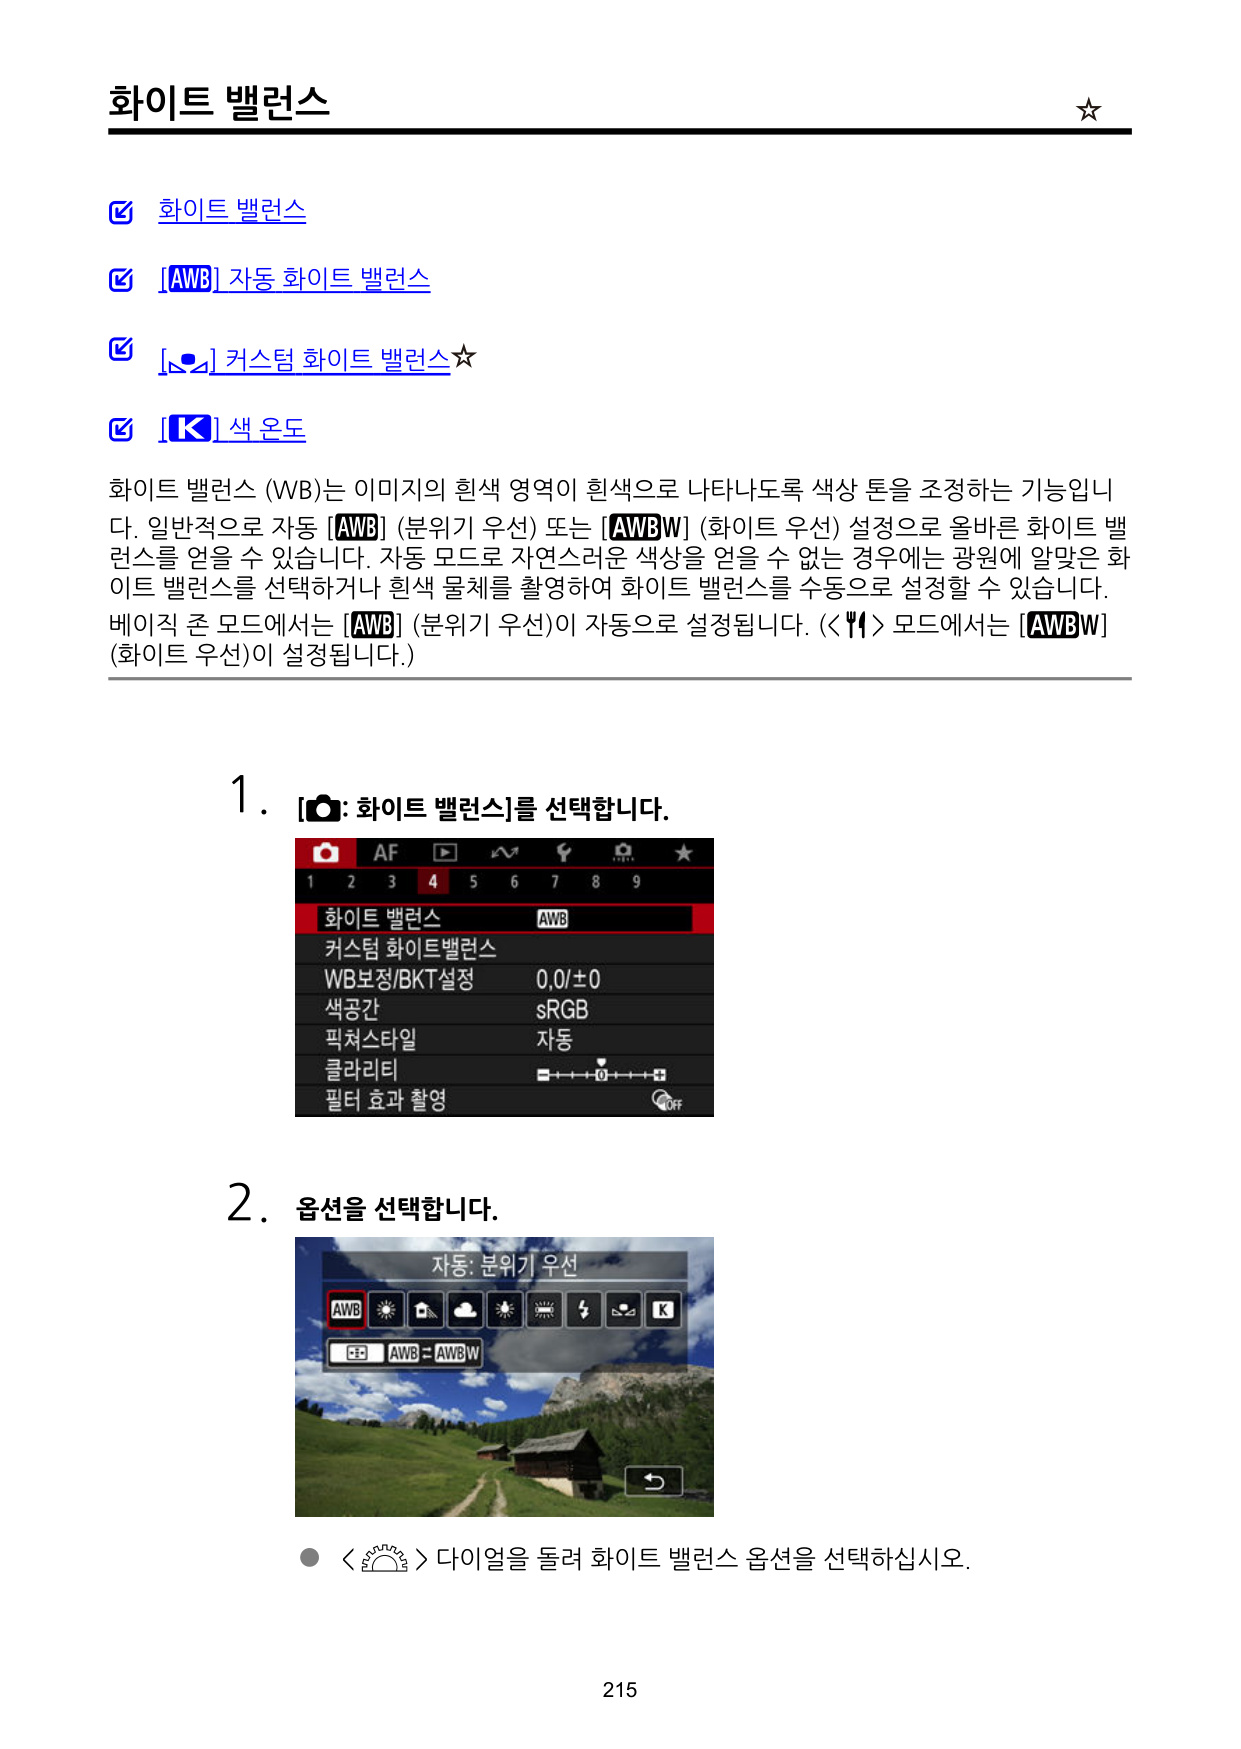 화이트 밸런스 ☆
화이트 밸런스
[AWB] 자동 화이트 밸런스
[] 커스텀 화이트 밸런스☆
[K] 색 온도
화이트 밸런스 (WB)는 이미지의 흰색 영역이 흰색으로 나타나도록 색상 톤을 조정하는 기능입니
다. 일반적으로 자동 [AWB] (분위기 우선) 또는 [AWBW] (화이트 우선) 설정으로 올바른 화이트 밸
런스를 얻을 수 있습니다. 자동 모드로 자연스러운 색상을 얻을 수 없는 경우에는 광원에 알맞은 화
이트 밸런스를 선택하거나 흰색 물체를 촬영하여 화이트 밸런스를 수동으로 설정할 수 있습니다.
베이직 존 모드에서는 [AWB] (분위기 우선)이 자동으로 설정됩니다. (< > 모드에서는 [AWBW]
(화이트 우선)이 설정됩니다.)
1. [: 화이트 밸런스]를 선택합니다.
AF ★
1 2 3 4 5 6 7 8 9
화이트 밸런스 AWB
커스텀 화이트밸런스
WB보정/BKT설정 0,0/±0
색공간 sRGB
픽쳐스타일 자동
클라리티 0
필터 효과 촬영 OFF
2. 옵션을 선택합니다.
자동: 분위기 우선
AWB K
AWB AWBW
● < > 다이얼을 돌려 화이트 밸런스 옵션을 선택하십시오.
215